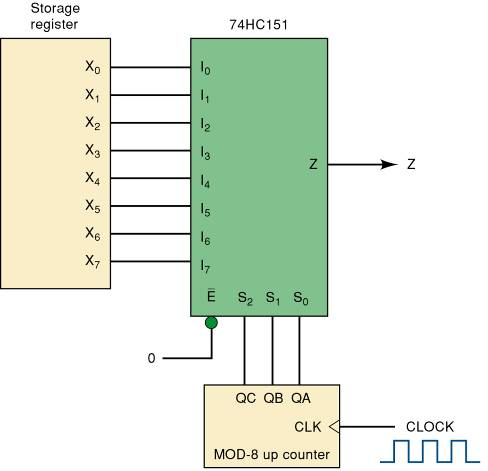 Storage
register
74HC151
X₀ I₀
X₁ I₁
X₂ I₂
X₃ I₃
Z Z
X₄ I₄
X₅ I₅
X₆ I₆
X₇ I₇
E̅ S₂ S₁ S₀
0
QC QB QA
CLK CLOCK
MOD-8 up counter